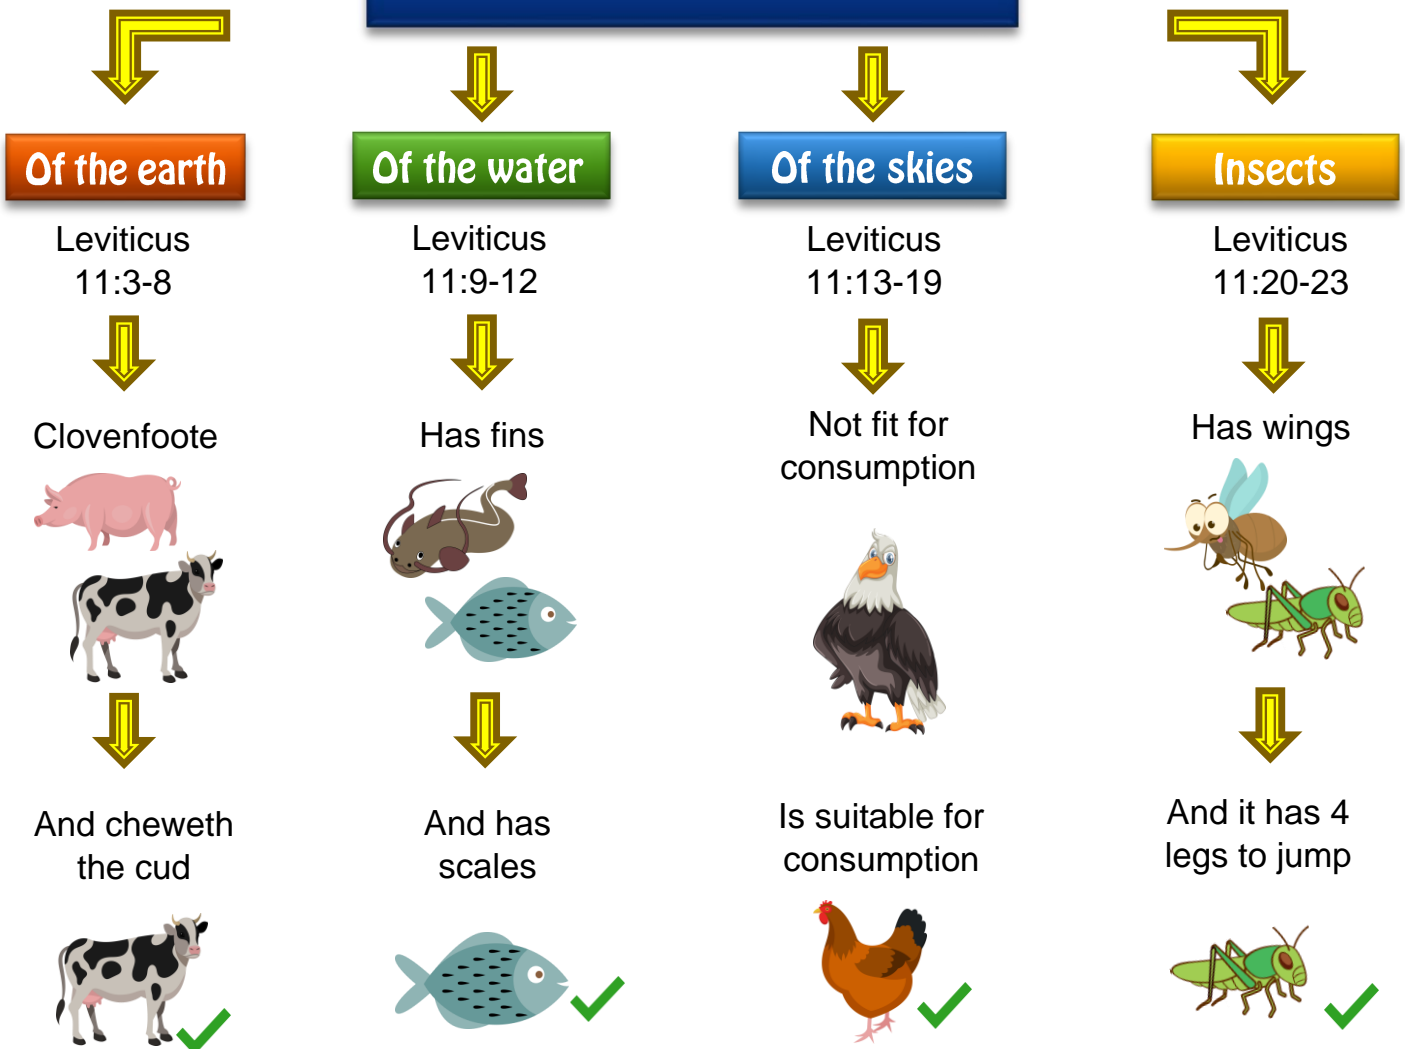 Of the earth
Leviticus
11:3-8
Clovenfoote
And cheweth
the cud
Of the water
Leviticus
11:9-12
Has fins
And has
scales
Of the skies
Leviticus
11:13-19
Not fit for
consumption
Is suitable for
consumption
Insects
Leviticus
11:20-23
Has wings
And it has 4
legs to jump